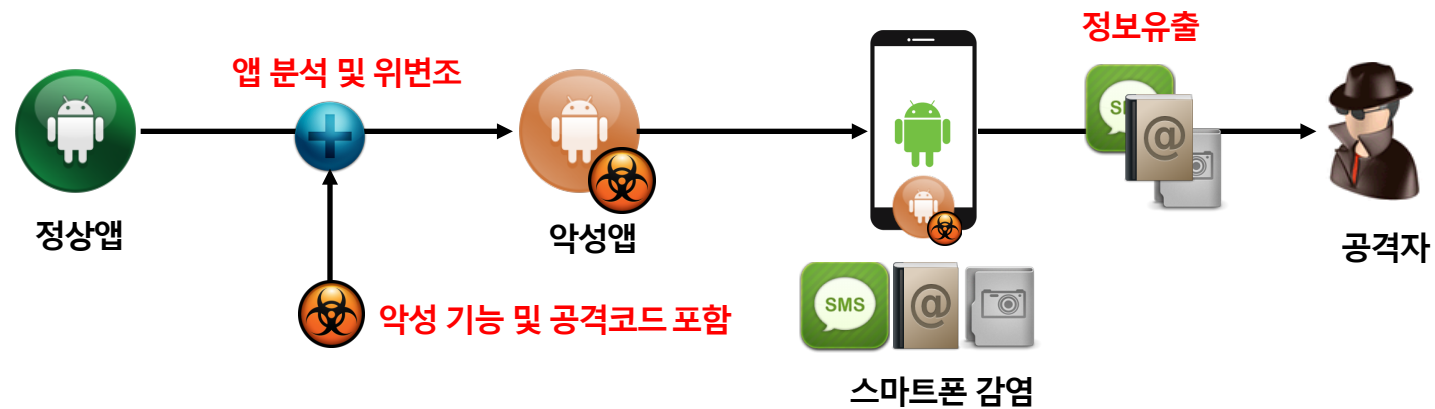 정보유출
앱 분석 및 위변조
정상앱
악성앱
공격자
악성 기능 및 공격코드 포함
SMS
@
스마트폰 감염
SM
@